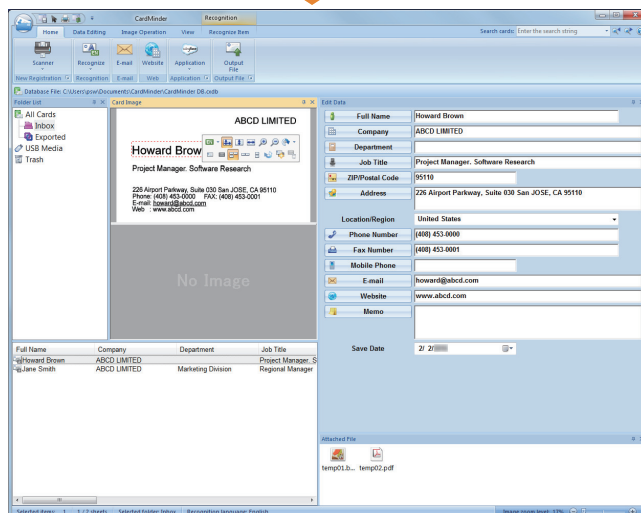 CardMinder
Recognition
Home Data Editing Image Operation View Recognize Item
Search cards: Enter the search string
Scanner Recognize E-mail Website Application Output File
New Registration Recognition E-mail Web Application Output File
Database File: C:\Users\psw\Documents\CardMinder\CardMinder DB.cxdb
Folder List
All Cards
Inbox
Exported
USB Media
Trash
Card Image
ABCD LIMITED
Howard Brow
Project Manager. Software Research
226 Airport Parkway, Suite 030 San JOSE, CA 95110
Phone: (408) 453-0000 FAX: (408) 453-0001
E-mail: howard@abcd.com
Web : www.abcd.com
No Image
Edit Data
Full Name Howard Brown
Company ABCD LIMITED
Department
Job Title Project Manager. Software Research
ZIP/Postal Code 95110
Address 226 Airport Parkway, Suite 030 San JOSE, CA 95110
Location/Region United States
Phone Number (408) 453-0000
Fax Number (408) 453-0001
Mobile Phone
E-mail howard@abcd.com
Website www.abcd.com
Memo
Save Date 2/ 2/
Full Name Company Department Job Title
Howard Brown ABCD LIMITED Project Manager. S
Jane Smith ABCD LIMITED Marketing Division Regional Manager
Attached File
temp01.b... temp02.pdf
Selected items: 1 1 / 2 sheets Selected folder: Inbox Recognition language: English
Image zoom level: 37%